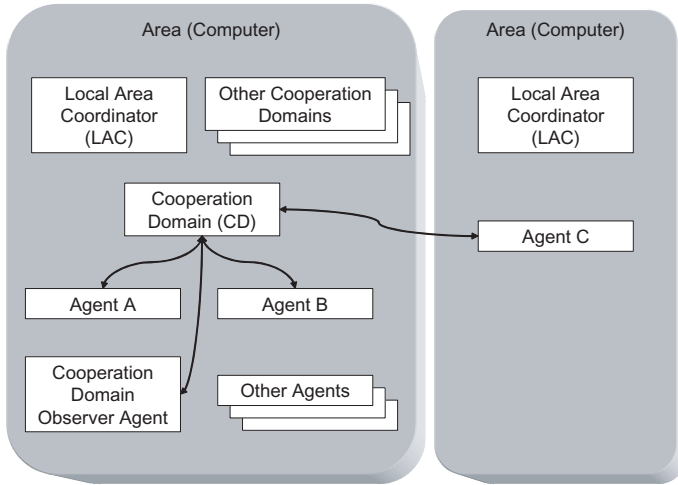 Area (Computer)
Local Area
Coordinator
(LAC)
Other Cooperation
Domains
Cooperation
Domain (CD)
Agent A
Agent B
Cooperation
Domain
Observer Agent
Other Agents
Area (Computer)
Local Area
Coordinator
(LAC)
Agent C